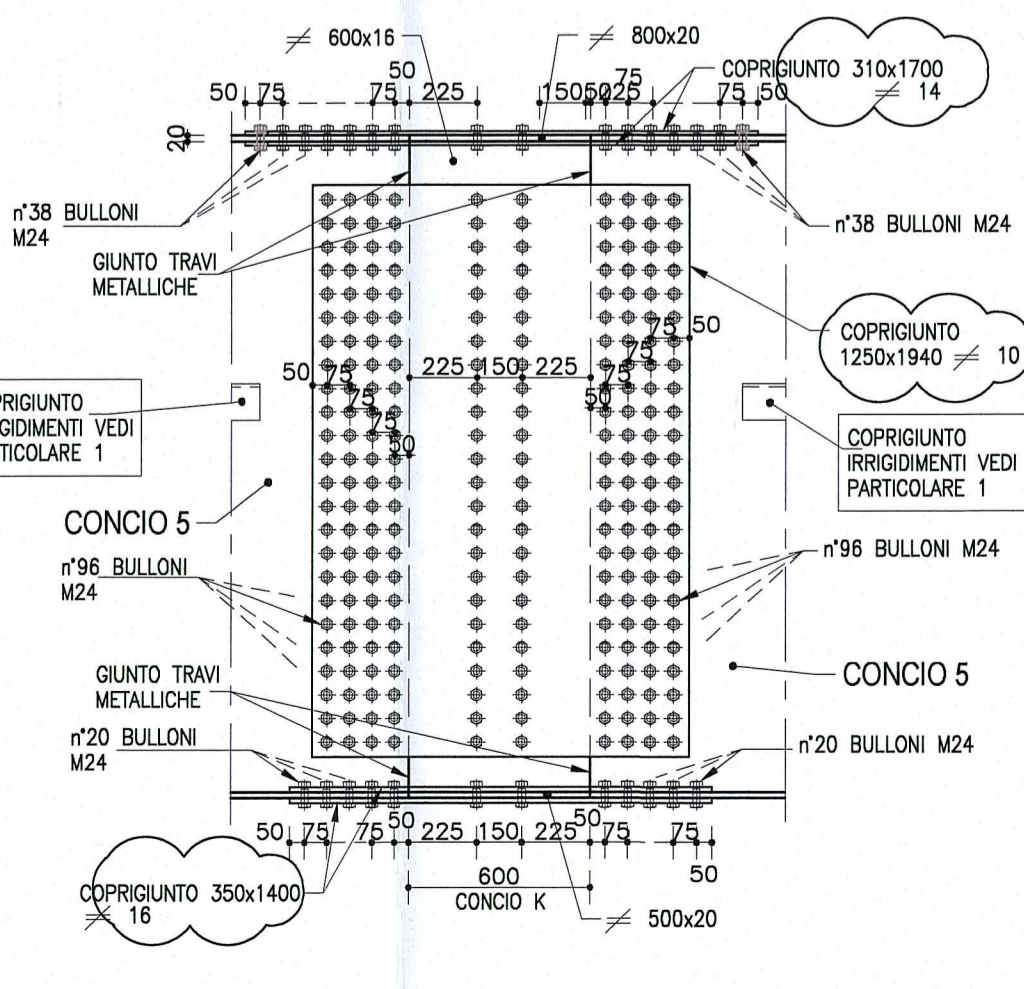 600x16
800x20
50
75
COPRIGIUNTO 310x1700
14
50 75 75 225 150 50 225 75 50
20
n°38 BULLONI
M24
n°38 BULLONI M24
GIUNTO TRAVI
METALLICHE
COPRIGIUNTO
1250x1940 10
75 50
75
50 75 225 150 225 75
75
50
75
50
PRIGIUNTO
GIDIMENTI VEDI
TICOLARE 1
COPRIGIUNTO
IRRIGIDIMENTI VEDI
PARTICOLARE 1
CONCIO 5
n°96 BULLONI
M24
n°96 BULLONI M24
GIUNTO TRAVI
METALLICHE
CONCIO 5
n°20 BULLONI
M24
n°20 BULLONI M24
50 75 75 50 225 150 225 50 75 75
50
COPRIGIUNTO 350x1400
16
600
CONCIO K
500x20